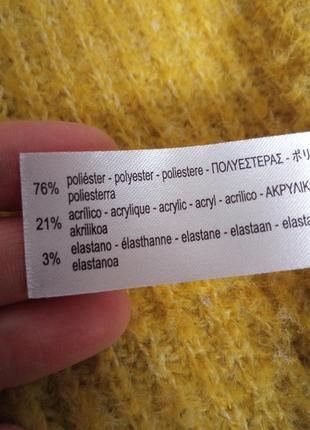 76% poliéster - polyester - poliestere - ΠΟΛΥΕΣΤΕΡΑΣ - ポリ
poliesterra
21% acrílico - acrylique - acrylic - acryl - acrilico - ΑΚΡΥΛΙΚ
akrilikoa
3% elastano - élasthanne - elastane - elastaan - elasta
elastanoa